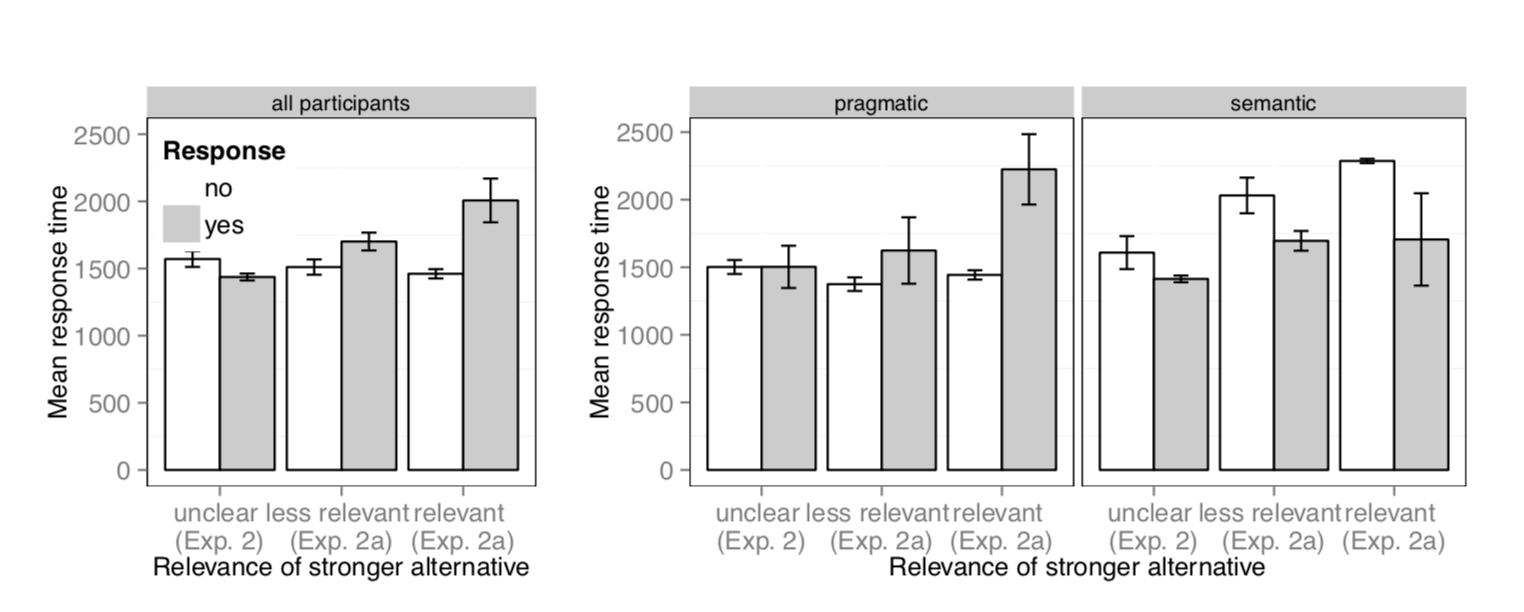 all participants
Mean response time
2500
2000
1500
1000
500
0
Response
no
yes
unclear less relevant relevant
(Exp. 2) (Exp. 2a) (Exp. 2a)
Relevance of stronger alternative
pragmatic semantic
Mean response time
2500
2000
1500
1000
500
0
unclear less relevant relevant unclear less relevant relevant
(Exp. 2) (Exp. 2a) (Exp. 2a) (Exp. 2) (Exp. 2a) (Exp. 2a)
Relevance of stronger alternative